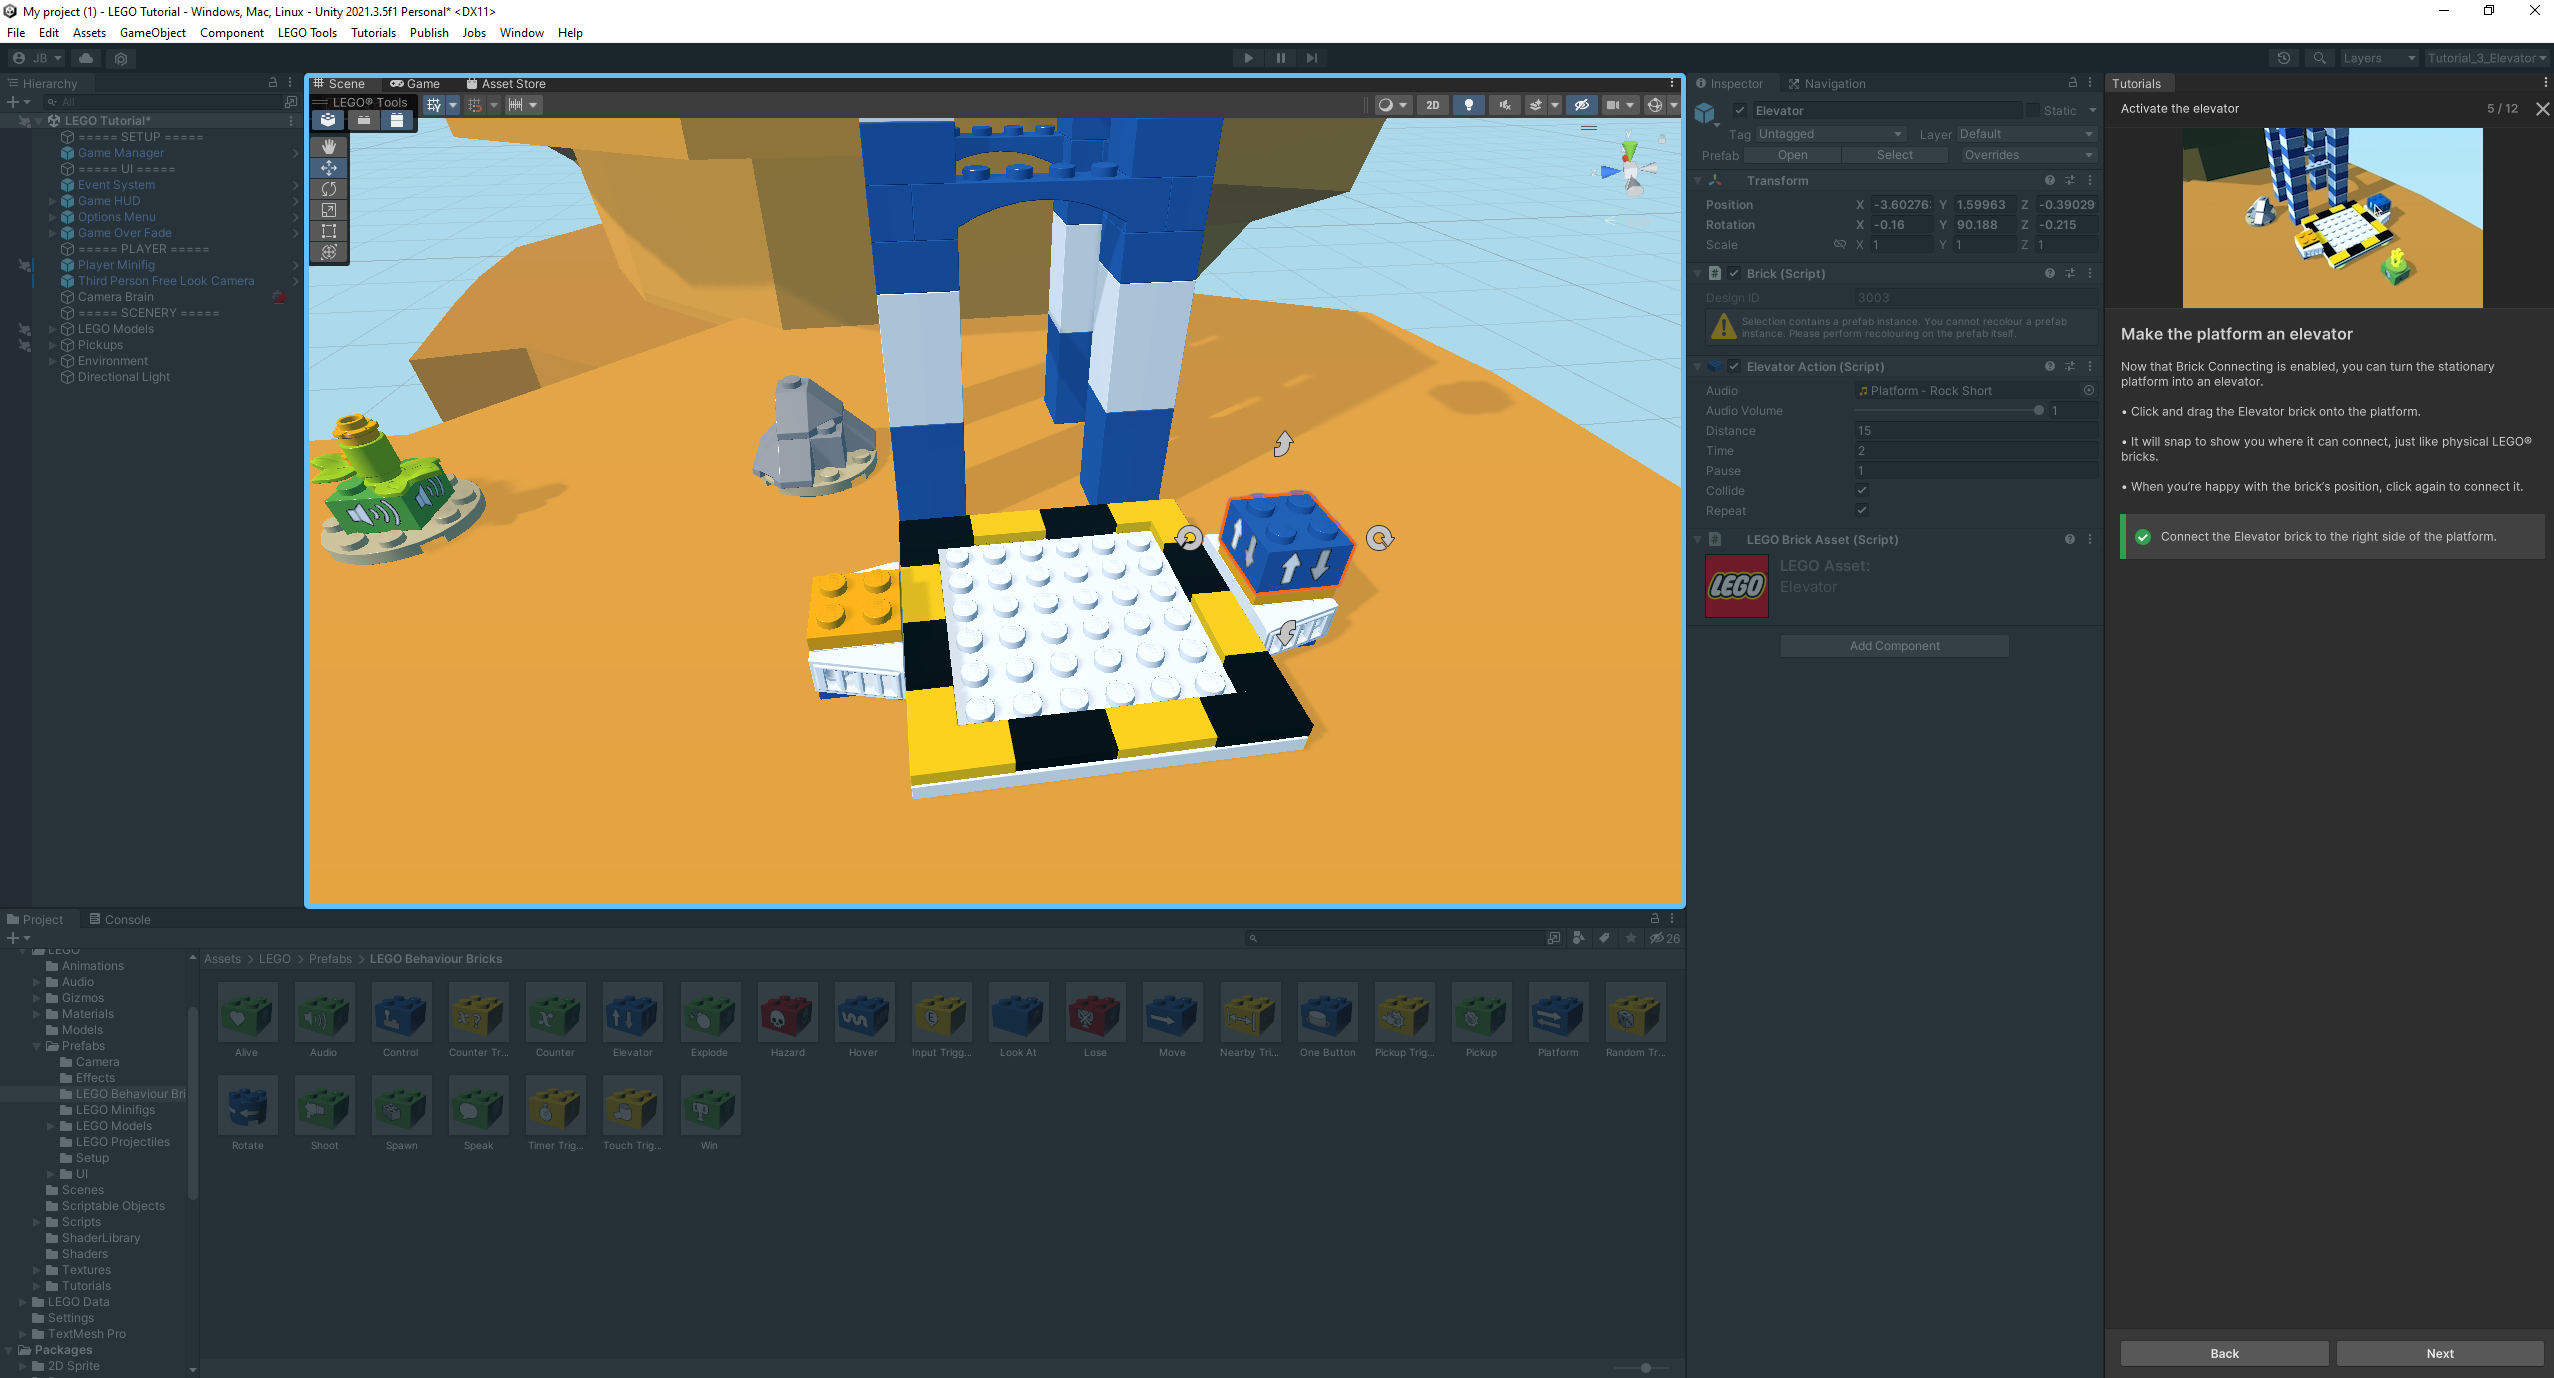 My project (1) - LEGO Tutorial - Windows, Mac, Linux - Unity 2021.3.5f1 Personal* <DX11>
File Edit Assets GameObject Component LEGO Tools Tutorials Publish Jobs Window Help
JB
Layers
Tutorial_3_Elevator
Hierarchy
All
LEGO Tutorial*
===== SETUP =====
Game Manager
===== UI =====
Event System
Game HUD
Options Menu
Game Over Fade
===== PLAYER =====
Player Minifig
Third Person Free Look Camera
Camera Brain
===== SCENERY =====
LEGO Models
Pickups
Environment
Directional Light
Scene Game Asset Store
LEGO® Tools
2D
Inspector Navigation
Elevator Static
Tag Untagged Layer Default
Prefab Open Select Overrides
Transform
Position X -3.60276 Y 1.59963 Z -0.39029
Rotation X -0.16 Y 90.188 Z -0.215
Scale X 1 Y 1 Z 1
Brick (Script)
Design ID 3003
Selection contains a prefab instance. You cannot recolour a prefab
instance. Please perform recolouring on the prefab itself.
Elevator Action (Script)
Audio Platform - Rock Short
Audio Volume 1
Distance 15
Time 2
Pause 1
Collide
Repeat
LEGO Brick Asset (Script)
LEGO
LEGO Asset:
Elevator
Add Component
Tutorials
Activate the elevator 5 / 12
Make the platform an elevator
Now that Brick Connecting is enabled, you can turn the stationary
platform into an elevator.
• Click and drag the Elevator brick onto the platform.
• It will snap to show you where it can connect, just like physical LEGO®
bricks.
• When you're happy with the brick's position, click again to connect it.
Connect the Elevator brick to the right side of the platform.
Back Next
Project Console
26
LEGO
Animations
Audio
Gizmos
Materials
Models
Prefabs
Camera
Effects
LEGO Behaviour Bri
LEGO Minifigs
LEGO Models
LEGO Projectiles
Setup
UI
Scenes
Scriptable Objects
Scripts
ShaderLibrary
Shaders
Textures
Tutorials
LEGO Data
Settings
TextMesh Pro
Packages
2D Sprite
Assets > LEGO > Prefabs > LEGO Behaviour Bricks
Alive Audio Control Counter Tr... Counter Elevator Explode Hazard Hover Input Trigg... Look At Lose Move Nearby Tri... One Button Pickup Trig... Pickup Platform Random Tr...
Rotate Shoot Spawn Speak Timer Trig... Touch Trig... Win